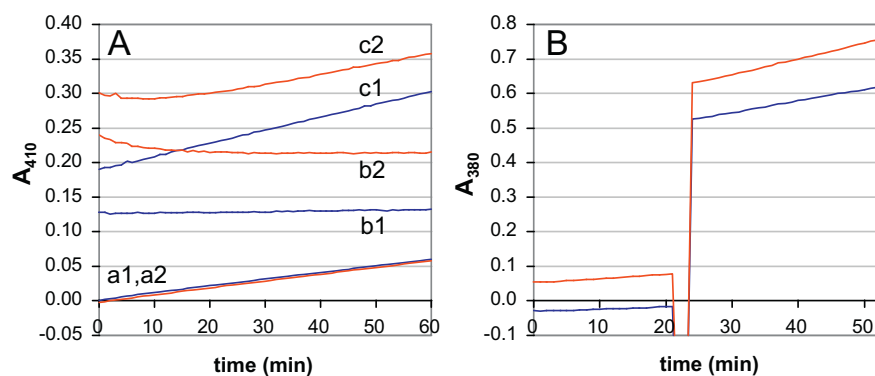 A
0.40
0.35
0.30
0.25
0.20
0.15
0.10
0.05
0.00
-0.05
A410
c2
c1
b2
b1
a1,a2
0 10 20 30 40 50 60
time (min)
B
0.8
0.7
0.6
0.5
0.4
0.3
0.2
0.1
0.0
-0.1
A380
0 10 20 30 40 50
time (min)